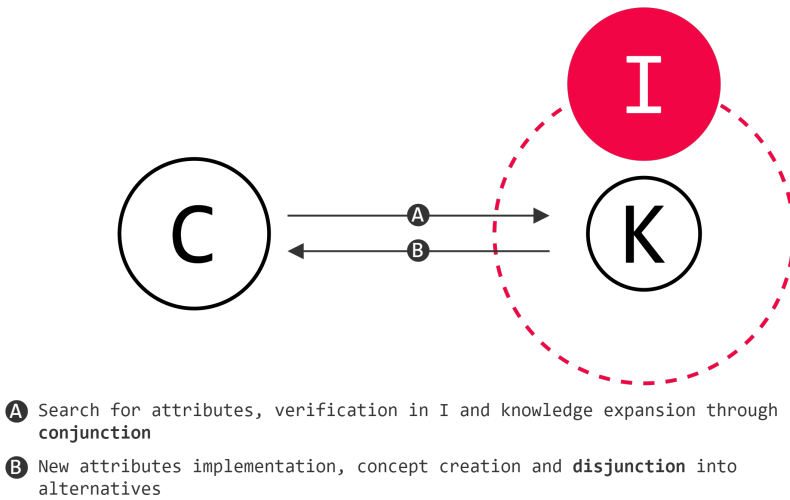 I
C
A
K
B
A Search for attributes, verification in I and knowledge expansion through
conjunction
B New attributes implementation, concept creation and disjunction into
alternatives